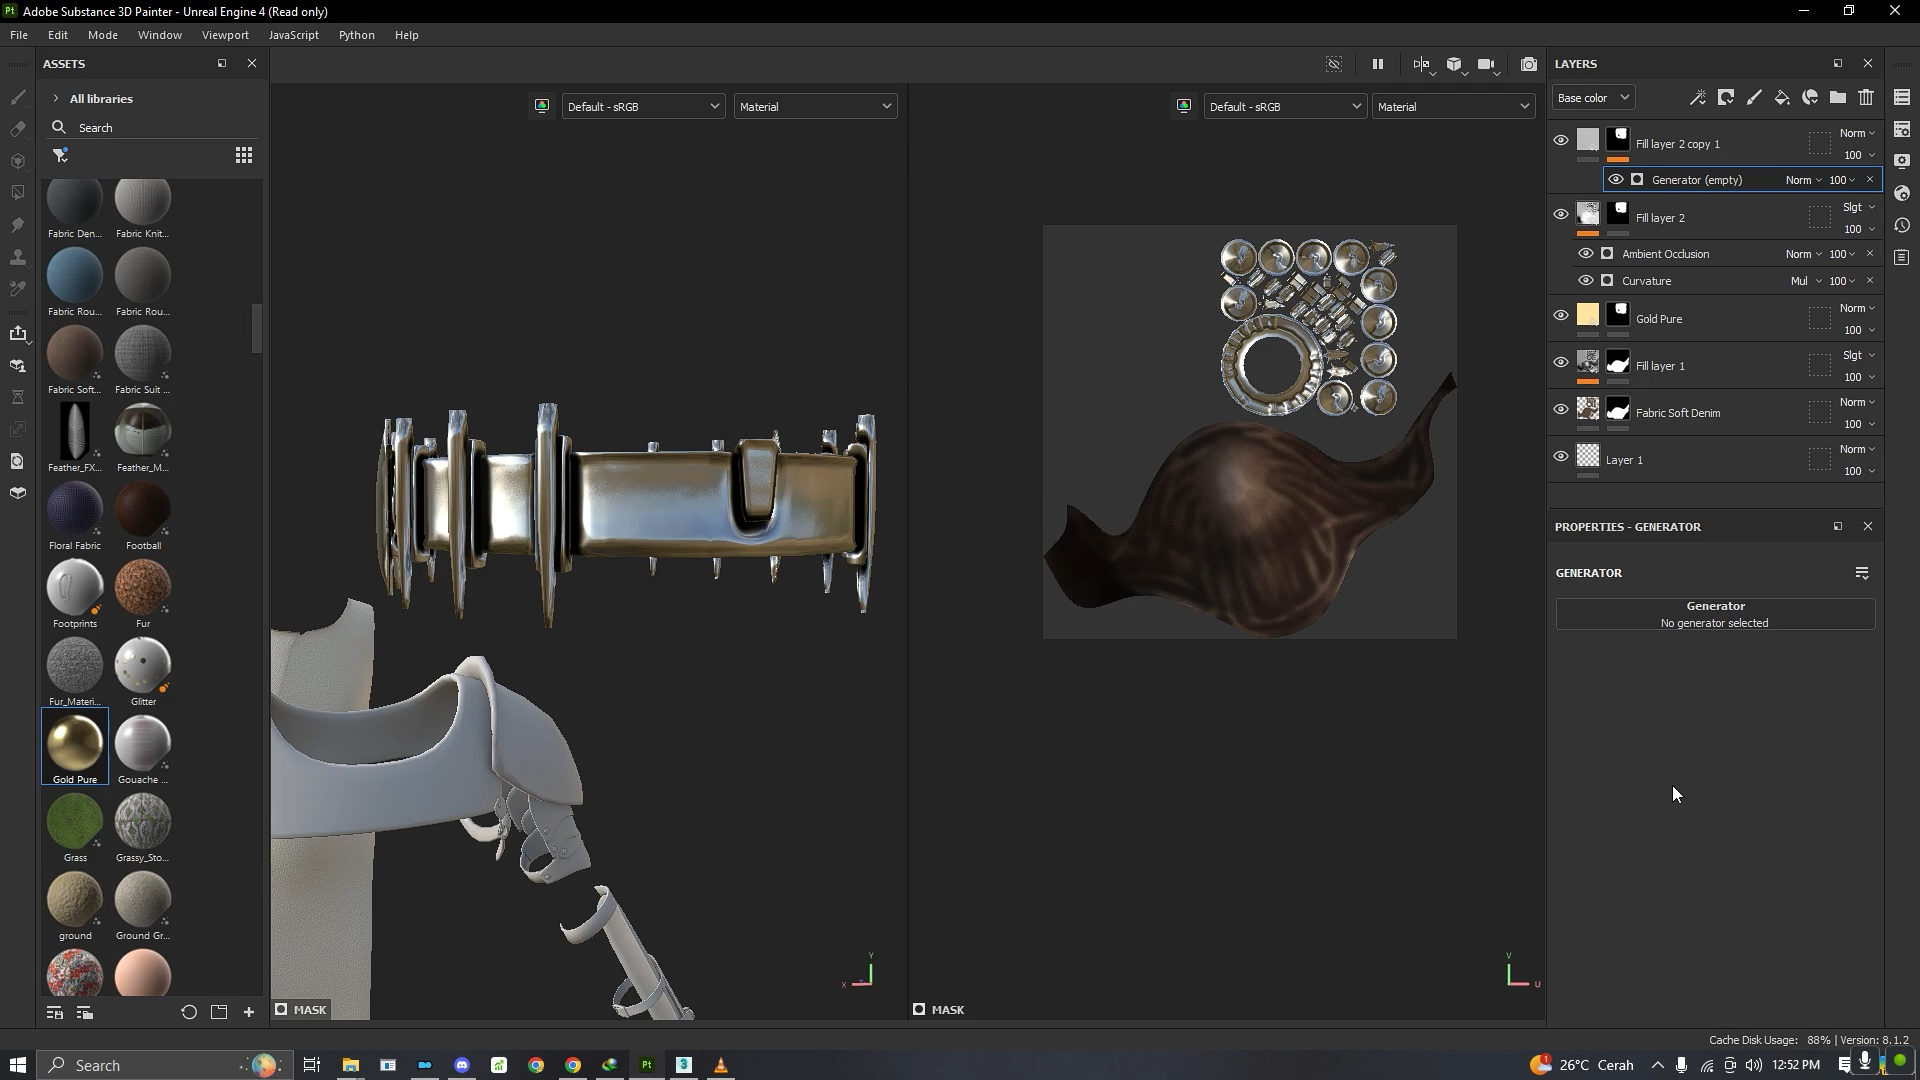 Pt Adobe Substance 3D Painter - Unreal Engine 4 (Read only)
File Edit Mode Window Viewport JavaScript Python Help
ASSETS
All libraries
Search
Fabric Den...
Fabric Knit...
Fabric Rou...
Fabric Rou...
Fabric Soft...
Fabric Suit ...
Feather_FX...
Feather_M...
Floral Fabric
Football
Footprints
Fur
Fur_Materi...
Glitter
Gold Pure
Gouache ...
Grass
Grassy_Sto...
ground
Ground Gr...
Default - sRGB
Material
Default - sRGB
Material
Y
X
MASK
V
U
MASK
LAYERS
Base color
Fill layer 2 copy 1
Norm
100
Generator (empty) Norm 100
Fill layer 2
Slgt
100
Ambient Occlusion Norm 100
Curvature Mul 100
Gold Pure
Norm
100
Fill layer 1
Slgt
100
Fabric Soft Denim
Norm
100
Layer 1
Norm
100
PROPERTIES - GENERATOR
GENERATOR
Generator
No generator selected
Cache Disk Usage: 88% | Version: 8.1.2
Search
Pt
3
1
26°C Cerah
12:52 PM